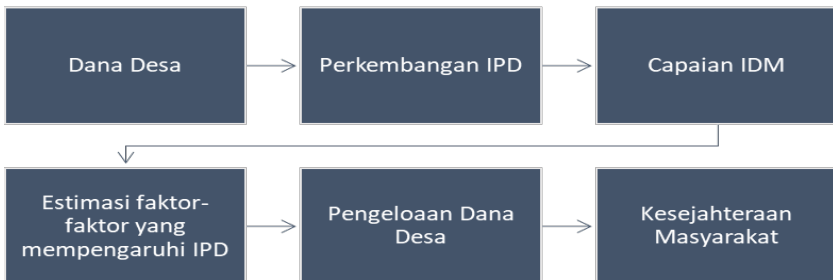 Dana Desa
Perkembangan IPD
Capaian IDM
Estimasi faktor-
faktor yang
mempengaruhi IPD
Pengeloaan Dana
Desa
Kesejahteraan
Masyarakat